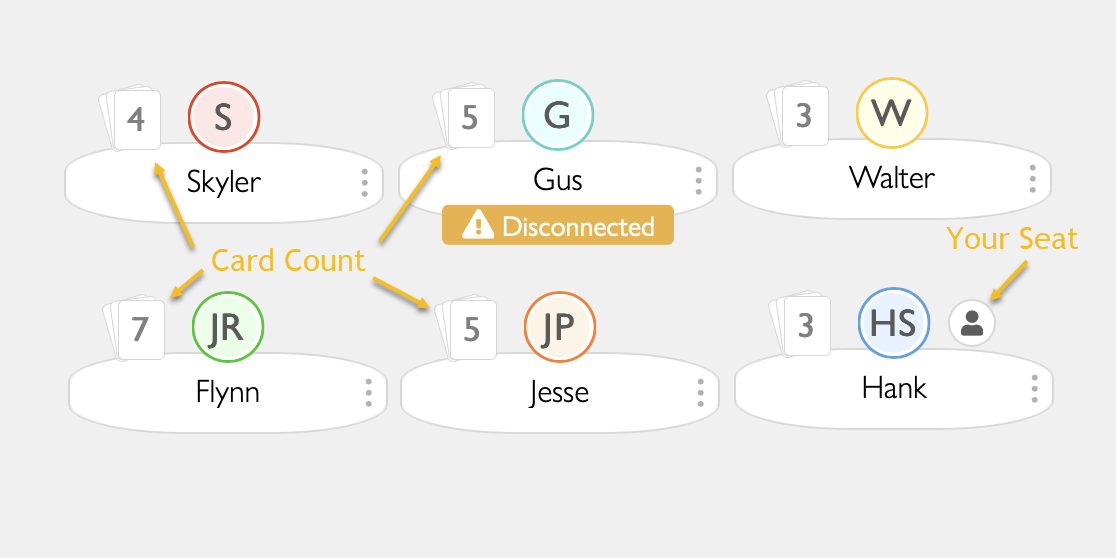 4 S 5 G 3 W
Skyler Gus Walter
Disconnected
Your Seat
Card Count
7 JR 5 JP 3 HS
Flynn Jesse Hank